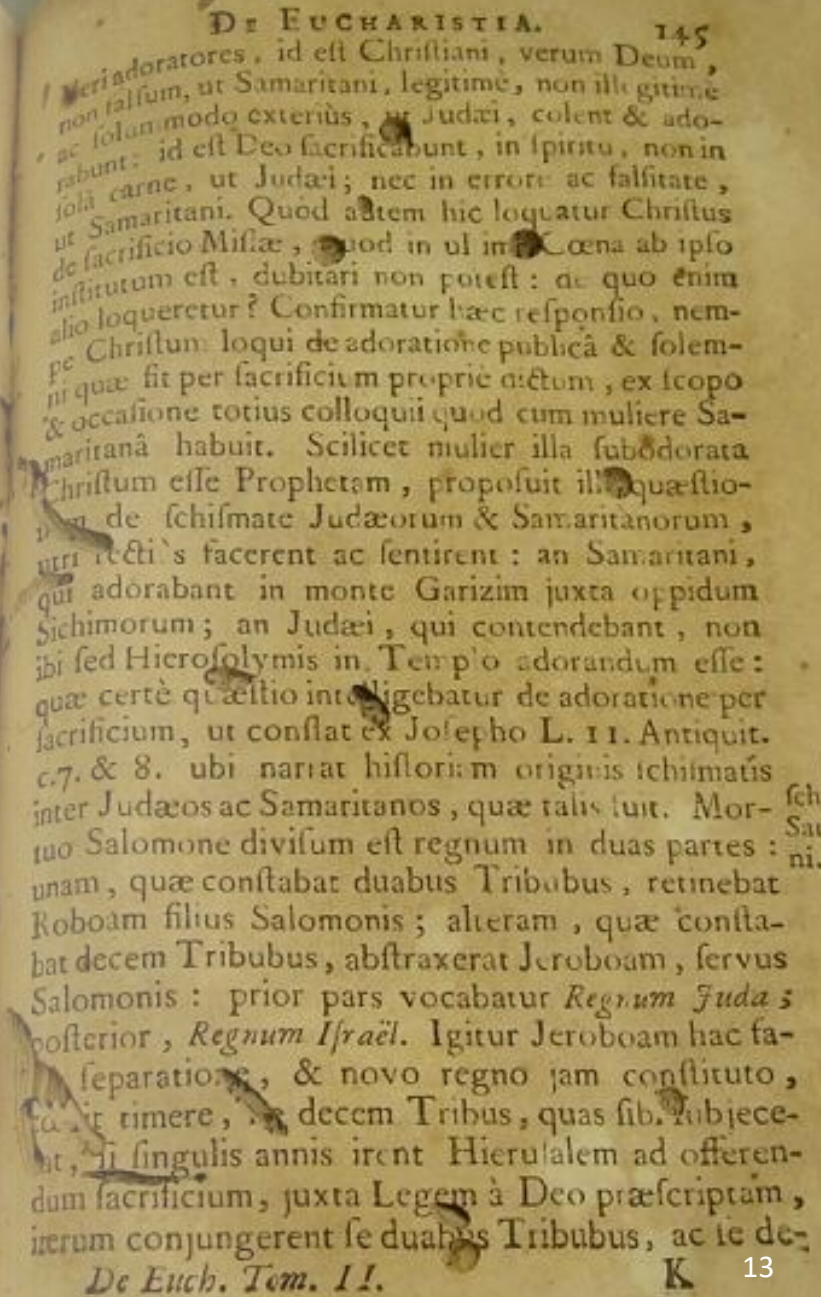 DE EUCHARISTIA. 145
Veri adoratores, id est Christiani, verum Deum,
non falsum, ut Samaritani, legitimè, non illegitimè
ac solùm modo exteriùs, ut Judæi, colent & ado-
rabunt: id est Deo sacrificabunt, in spiritu, non in
solâ carne, ut Judæi; nec in errore ac falsitate,
ut Samaritani. Quod autem hic loquatur Christus
de sacrificio Missæ, quod in ultima Cœna ab ipso
institutum est, dubitari non potest: de quo enim
alio loqueretur? Confirmatur hæc responsio, nem-
pe Christum loqui de adoratione publicâ & solem-
ni quæ fit per sacrificium proprie dictum, ex scopo
& occasione totius colloquii quod cum muliere Sa-
maritanâ habuit. Scilicet mulier illa subodorata
Christum esse Prophetam, proposuit illi quæstio-
de schismate Judæorum & Samaritanorum,
utri rectiùs facerent ac sentirent: an Samaritani,
qui adorabant in monte Garizim juxta oppidum
Sichimorum; an Judæi, qui contendebant, non
ibi sed Hierosolymis in Templo adorandum esse:
quæ certè quæstio intelligebatur de adoratione per
sacrificium, ut constat ex Josepho L. 11. Antiquit.
c.7. & 8. ubi narrat historiam originis schismatis
inter Judæos ac Samaritanos, quæ talis fuit. Mor- sch
tuo Salomone divisum est regnum in duas partes: Sa
unam, quæ constabat duabus Tribubus, retinebat ni.
Roboam filius Salomonis; alteram, quæ consta-
bat decem Tribubus, abstraxerat Jeroboam, servus
Salomonis: prior pars vocabatur Regnum Juda;
posterior, Regnum Israël. Igitur Jeroboam hac fa-
separatione, & novo regno jam constituto,
timere, ne decem Tribus, quas sibi subjece-
rat, si singulis annis irent Hierusalem ad offeren-
dum sacrificium, juxta Legem à Deo præscriptam,
iterum conjungerent se duabus Tribubus, ac se de-
De Euch. Tom. II. K 13